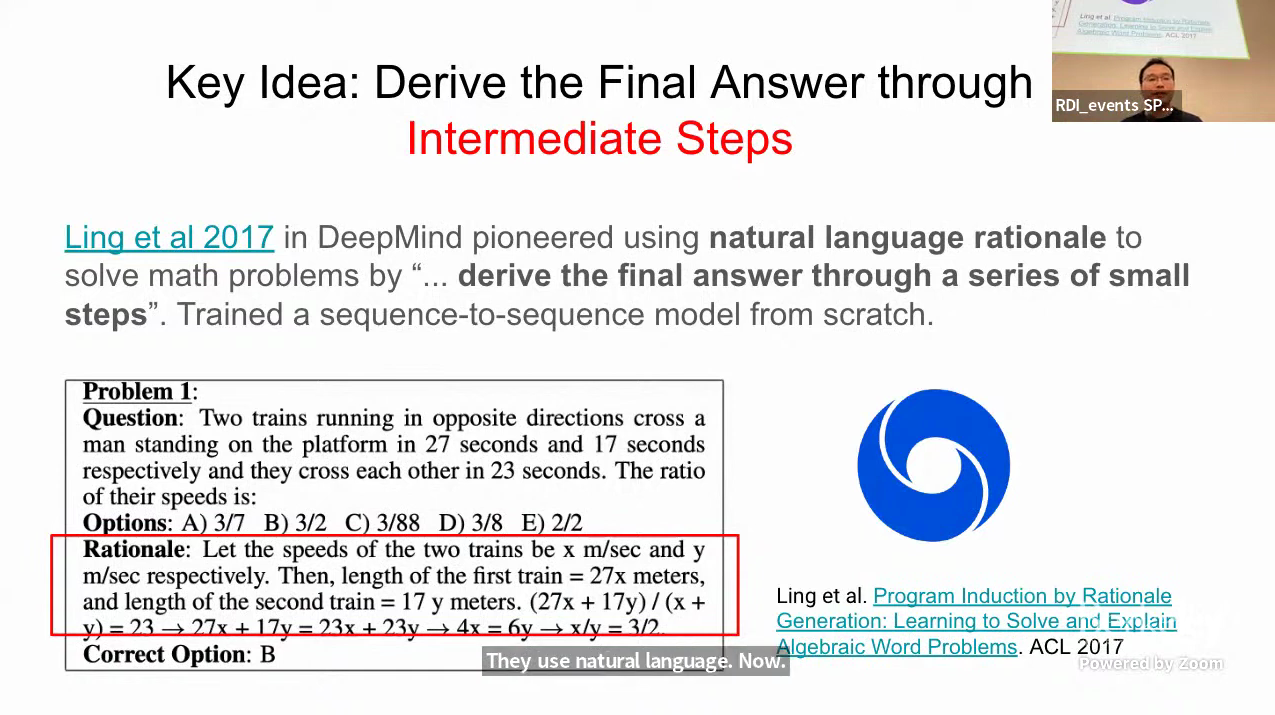 Key Idea: Derive the Final Answer through
Intermediate Steps
Ling et al 2017 in DeepMind pioneered using natural language rationale to
solve math problems by “... derive the final answer through a series of small
steps”. Trained a sequence-to-sequence model from scratch.
Problem 1:
Question: Two trains running in opposite directions cross a
man standing on the platform in 27 seconds and 17 seconds
respectively and they cross each other in 23 seconds. The ratio
of their speeds is:
Options: A) 3/7 B) 3/2 C) 3/88 D) 3/8 E) 2/2
Rationale: Let the speeds of the two trains be x m/sec and y
m/sec respectively. Then, length of the first train = 27x meters,
and length of the second train = 17 y meters. (27x + 17y) / (x +
y) = 23 → 27x + 17y = 23x + 23y → 4x = 6y → x/y = 3/2.
Correct Option: B
Ling et al. Program Induction by Rationale
Generation: Learning to Solve and Explain
Algebraic Word Problems. ACL 2017
They use natural language. Now.
Powered by Zoom
Ling et al. Program Induction by Rationale
Generation: Learning to Solve and Explain
Algebraic Word Problems. ACL 2017
RDI_events SP...